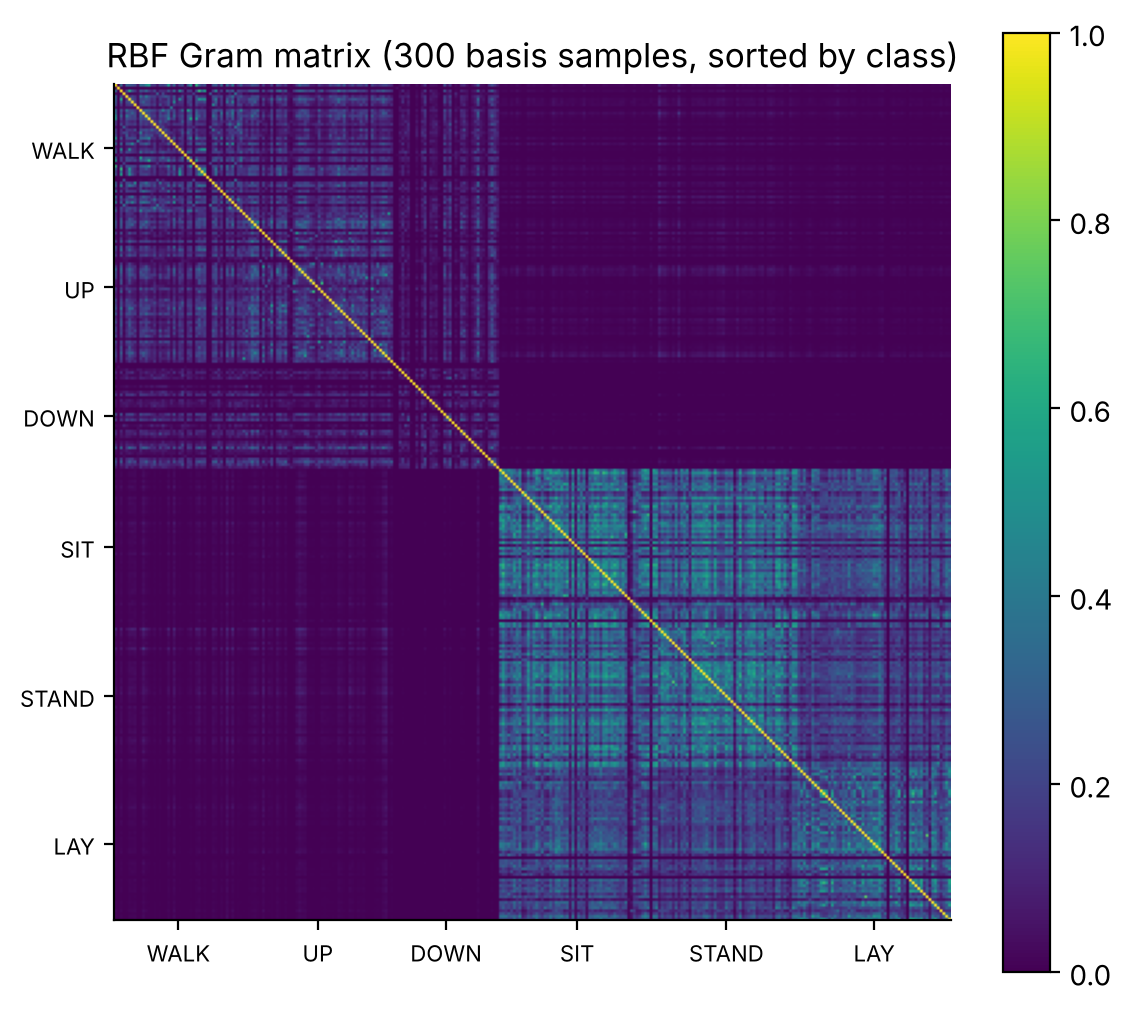 RBF Gram matrix (300 basis samples, sorted by class)
WALK
UP
DOWN
SIT
STAND
LAY
WALK UP DOWN SIT STAND LAY
1.0
0.8
0.6
0.4
0.2
0.0